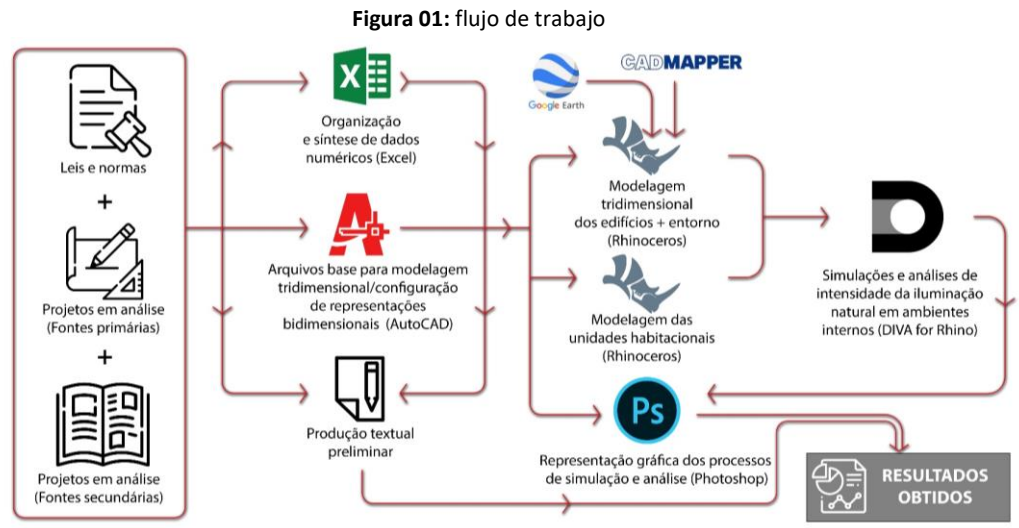 Figura 01: flujo de trabajo
Leis e normas
+
Projetos em análise
(Fontes primárias)
+
Projetos em análise
(Fontes secundárias)
X
Organização
e síntese de dados
numéricos (Excel)
Arquivos base para modelagem
tridimensional/configuração
de representações
bidimensionais (AutoCAD)
Produção textual
preliminar
Google Earth
CADMAPPER
Modelagem
tridimensional
dos edifícios + entorno
(Rhinoceros)
Modelagem das
unidades habitacionais
(Rhinoceros)
Ps
Representação gráfica dos processos
de simulação e análise (Photoshop)
Simulações e análises de
intensidade da iluminação
natural em ambientes
internos (DIVA for Rhino)
RESULTADOS
OBTIDOS